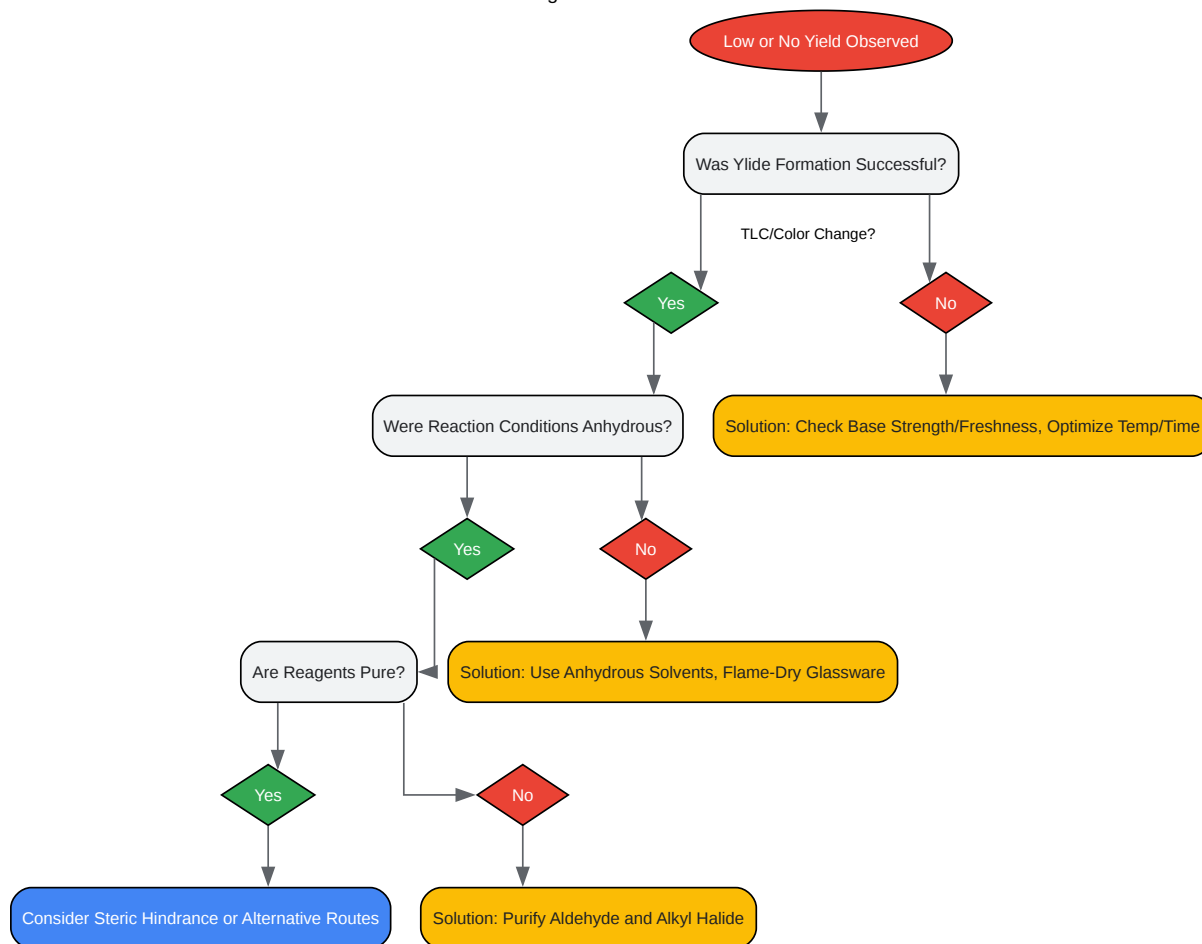 Low or No Yield Observed
Was Ylide Formation Successful?
TLC/Color Change?
Yes
No
Were Reaction Conditions Anhydrous?
Solution: Check Base Strength/Freshness, Optimize Temp/Time
Yes
No
Are Reagents Pure?
Solution: Use Anhydrous Solvents, Flame-Dry Glassware
Yes
No
Consider Steric Hindrance or Alternative Routes
Solution: Purify Aldehyde and Alkyl Halide